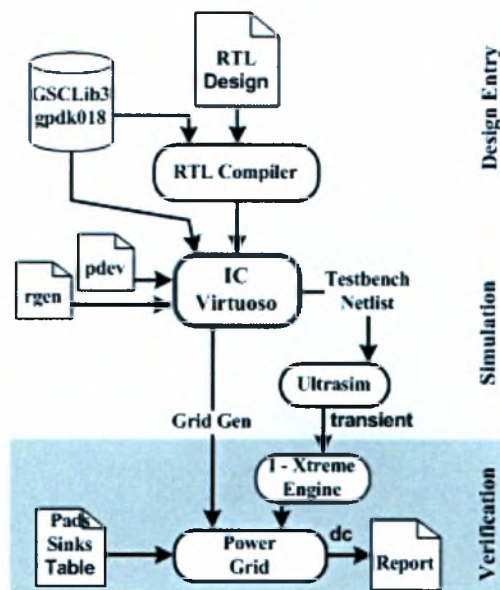 RTL
Design
GSCLib3
gpdk018
RTL Compiler
Design Entry
pdev
rgen
IC
Virtuoso
Testbench
Netlist
Simulation
Ultrasim
transient
Grid Gen
I - Xtreme
Engine
Pads
Sinks
Table
Power
Grid
dc
Report
Verification